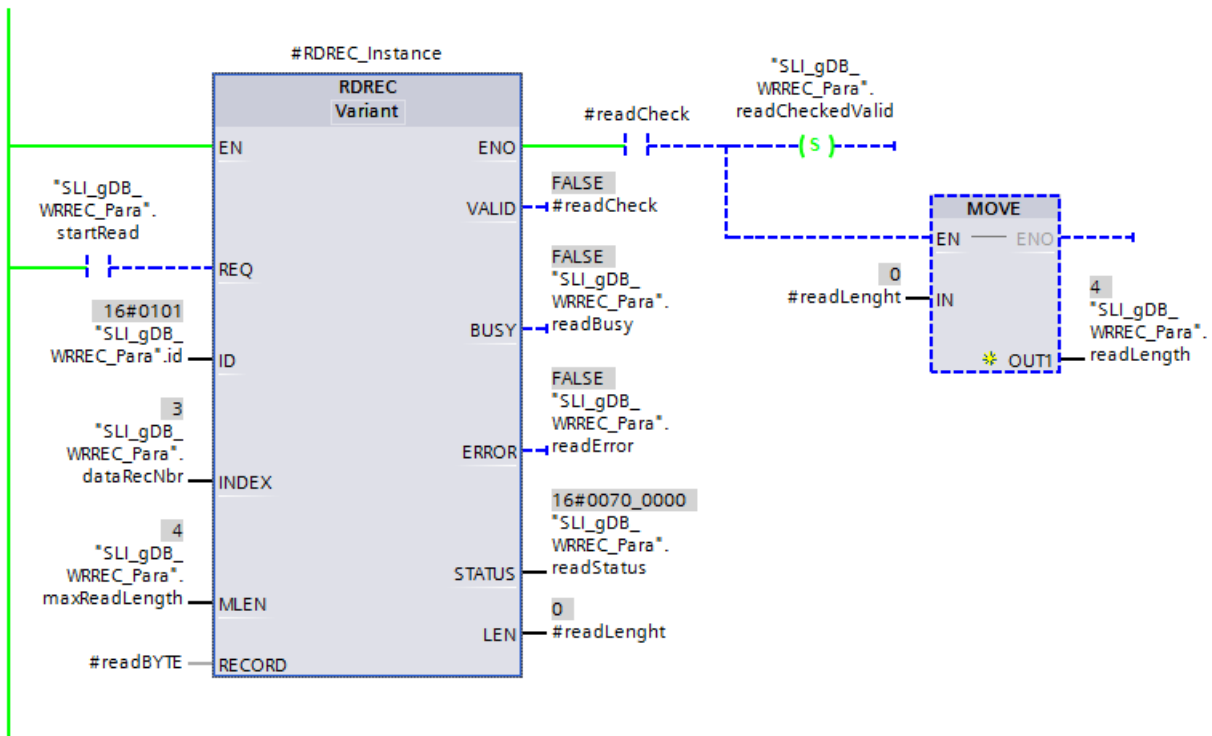 #RDREC_Instance
RDREC
Variant
EN
ENO
#readCheck
"SLI_gDB_
WRREC_Para".
readCheckedValid
S
"SLI_gDB_
WRREC_Para".
startRead
REQ
VALID
FALSE
#readCheck
MOVE
EN
ENO
16#0101
"SLI_gDB_
WRREC_Para".id
ID
BUSY
FALSE
"SLI_gDB_
WRREC_Para".
readBusy
0
#readLenght
IN
OUT1
4
"SLI_gDB_
WRREC_Para".
readLength
3
"SLI_gDB_
WRREC_Para".
dataRecNbr
INDEX
ERROR
FALSE
"SLI_gDB_
WRREC_Para".
readError
4
"SLI_gDB_
WRREC_Para".
maxReadLength
MLEN
STATUS
16#0070_0000
"SLI_gDB_
WRREC_Para".
readStatus
LEN
0
#readLenght
#readBYTE
RECORD